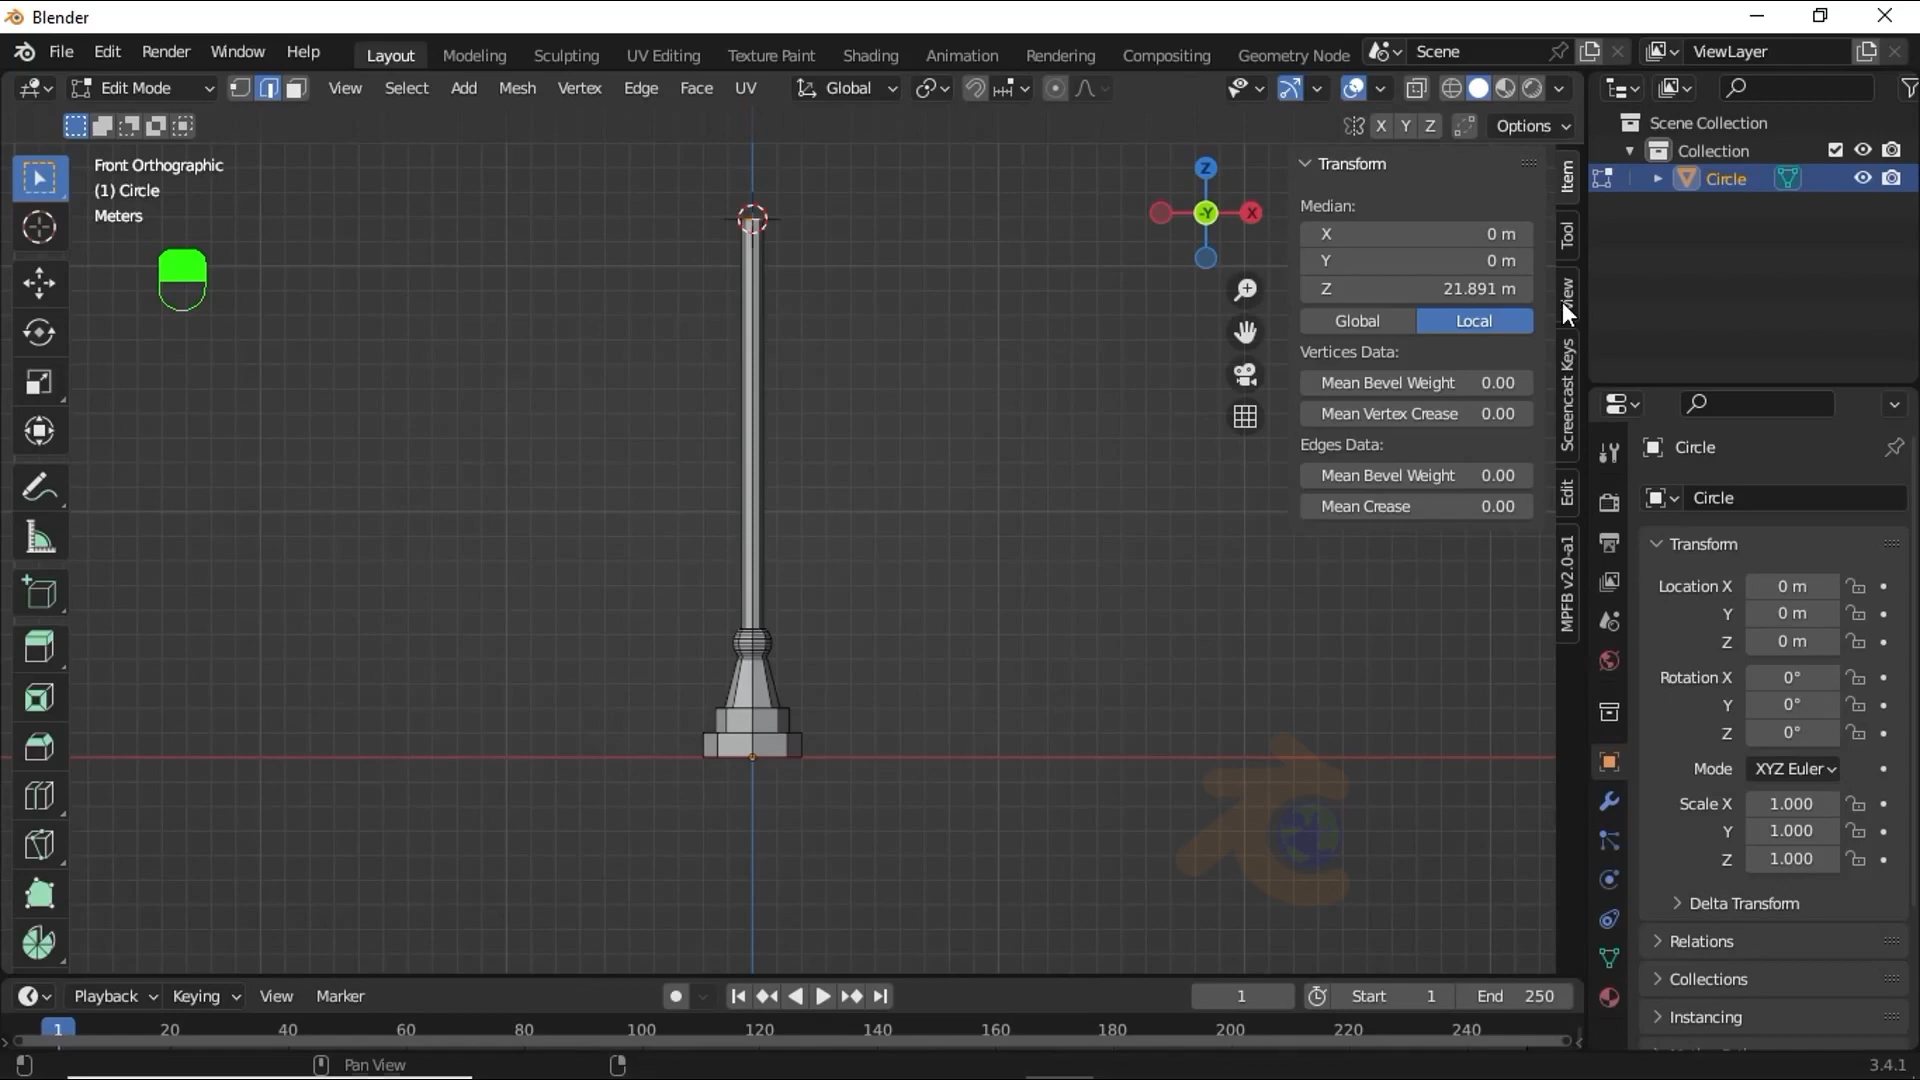 Blender
File Edit Render Window Help Layout Modeling Sculpting UV Editing Texture Paint Shading Animation Rendering Compositing Geometry Node Scene ViewLayer
Edit Mode View Select Add Mesh Vertex Edge Face UV Global
X Y Z Options
Front Orthographic
(1) Circle
Meters
Z
-Y
X
Transform
Median:
X 0 m
Y 0 m
Z 21.891 m
Global Local
Vertices Data:
Mean Bevel Weight 0.00
Mean Vertex Crease 0.00
Edges Data:
Mean Bevel Weight 0.00
Mean Crease 0.00
Item
Tool
View
Screencast Keys
Edit
MPFB v2.0-a1
Scene Collection
Collection
Circle
Circle
Circle
Transform
Location X 0 m
Y 0 m
Z 0 m
Rotation X 0°
Y 0°
Z 0°
Mode XYZ Euler
Scale X 1.000
Y 1.000
Z 1.000
Delta Transform
Relations
Collections
Instancing
Playback Keying View Marker 1 Start 1 End 250
1 20 40 60 80 100 120 140 160 180 200 220 240
Pan View 3.4.1